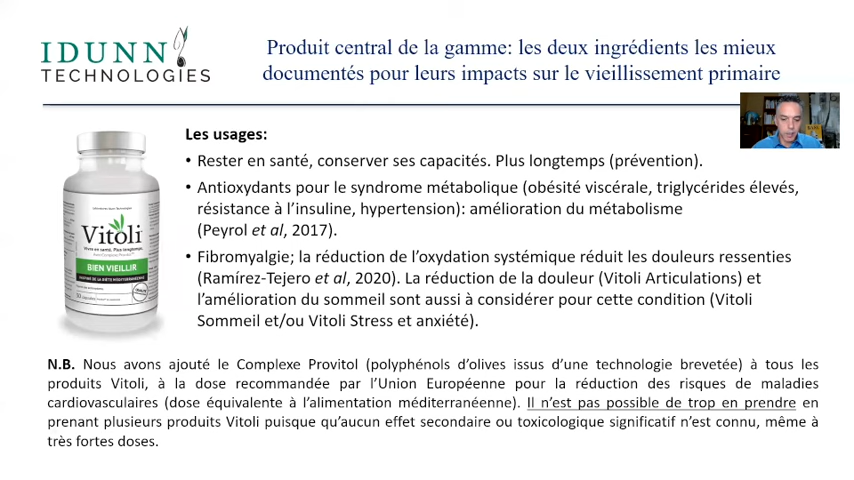 IDUNN
TECHNOLOGIES
Produit central de la gamme: les deux ingrédients les mieux
documentés pour leurs impacts sur le vieillissement primaire
Les usages:
• Rester en santé, conserver ses capacités. Plus longtemps (prévention).
• Antioxydants pour le syndrome métabolique (obésité viscérale, triglycérides élevés,
résistance à l’insuline, hypertension): amélioration du métabolisme
(Peyrol et al, 2017).
• Fibromyalgie; la réduction de l’oxydation systémique réduit les douleurs ressenties
(Ramírez-Tejero et al, 2020). La réduction de la douleur (Vitoli Articulations) et
l’amélioration du sommeil sont aussi à considérer pour cette condition (Vitoli
Sommeil et/ou Vitoli Stress et anxiété).
Vitoli
Vivre en santé. Plus longtemps.
BIEN VIEILLIR
N.B. Nous avons ajouté le Complexe Provitol (polyphénols d’olives issus d’une technologie brevetée) à tous les
produits Vitoli, à la dose recommandée par l’Union Européenne pour la réduction des risques de maladies
cardiovasculaires (dose équivalente à l’alimentation méditerranéenne). Il n’est pas possible de trop en prendre en
prenant plusieurs produits Vitoli puisque qu’aucun effet secondaire ou toxicologique significatif n’est connu, même à
très fortes doses.